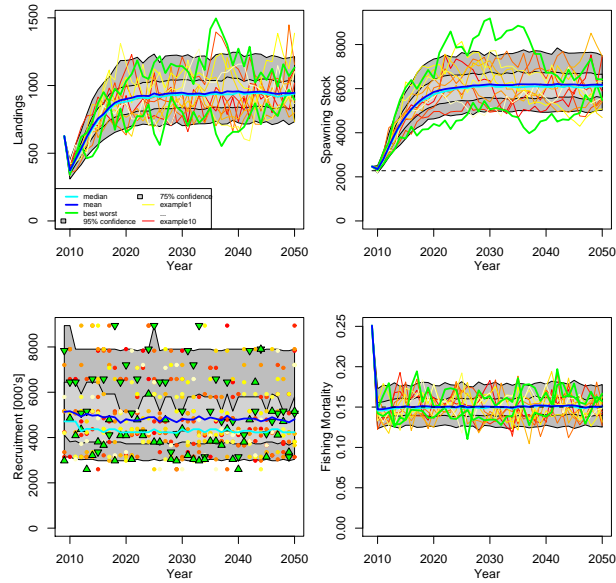 1500
1000
500
0
Landings
median
mean
best worst
95% confidence
75% confidence
example1
...
example10
2010 2020 2030 2040 2050
Year
8000
6000
4000
2000
0
Spawning Stock
2010 2020 2030 2040 2050
Year
8000
6000
4000
2000
0
Recruitment [0000's]
2010 2020 2030 2040 2050
Year
0.25
0.20
0.15
0.10
0.05
0.00
Fishing Mortality
2010 2020 2030 2040 2050
Year